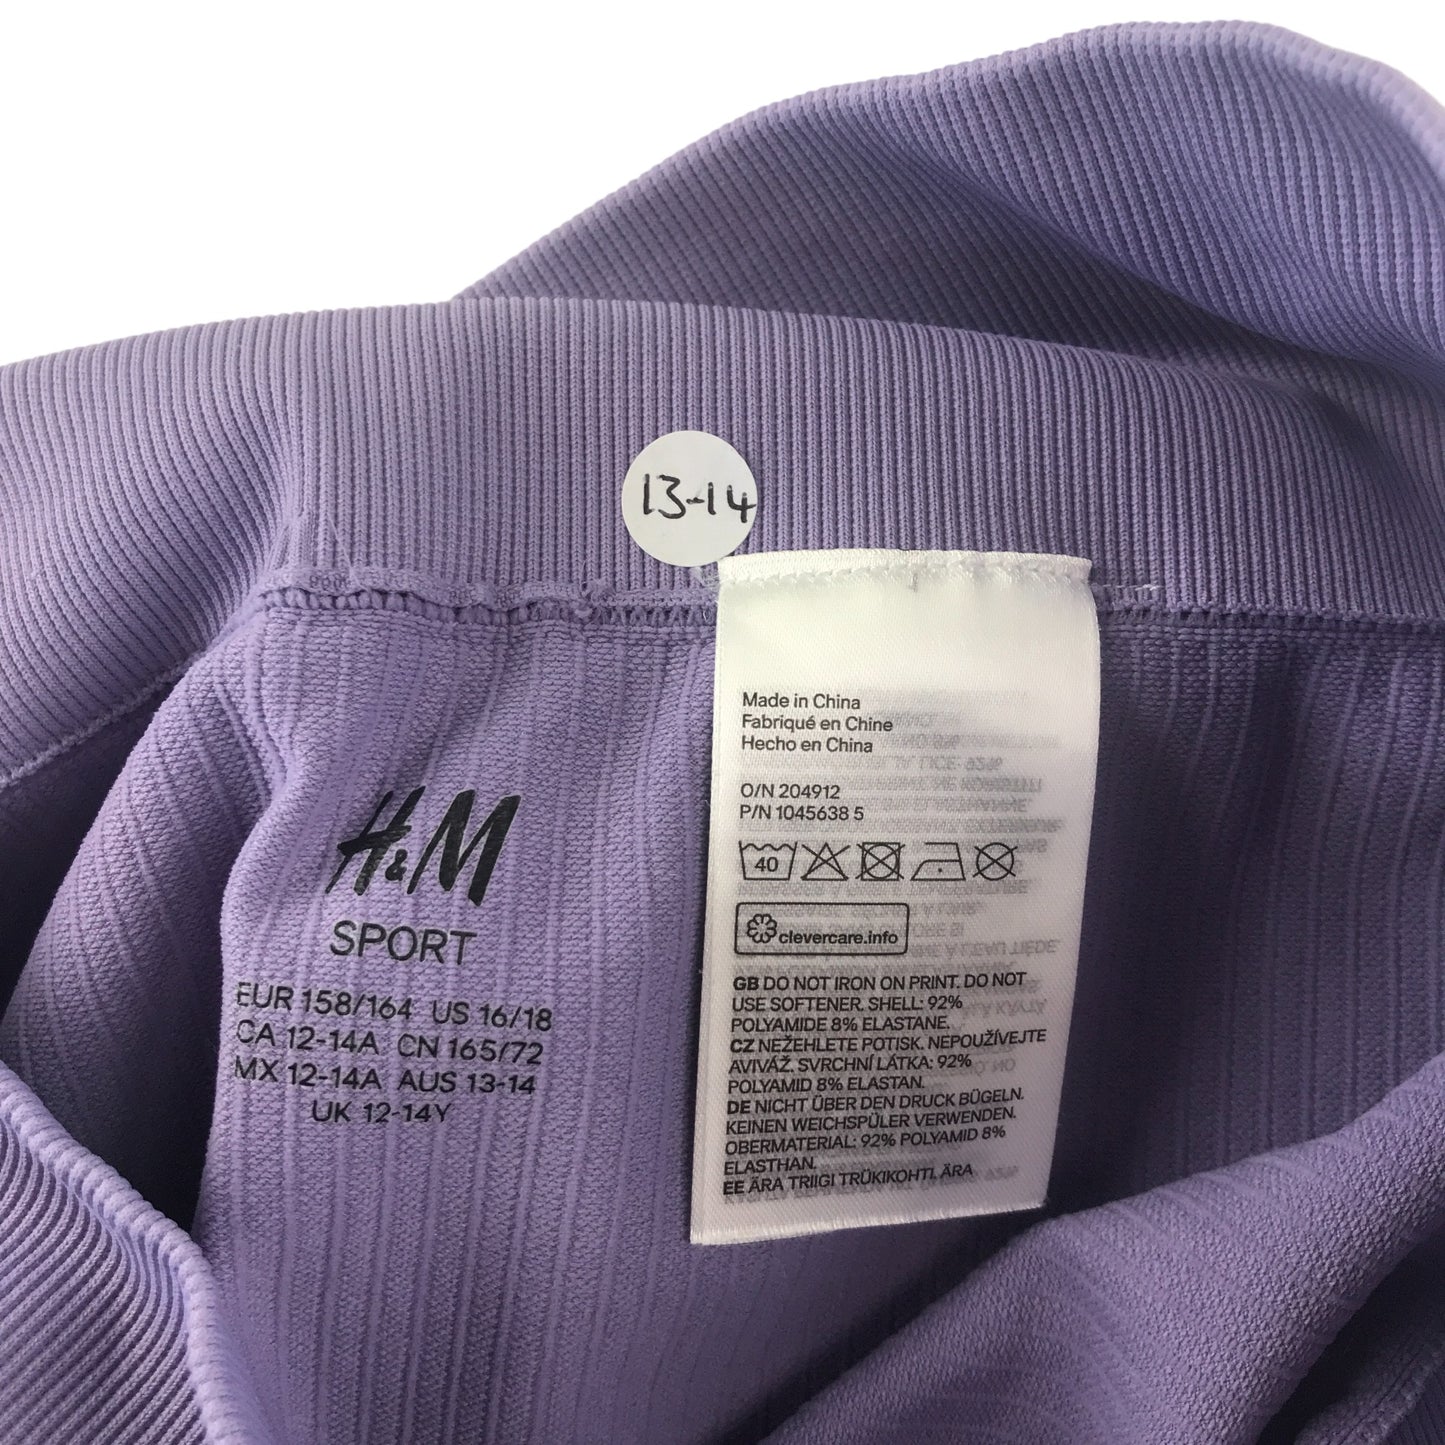 13-14
H&M
SPORT
EUR 158/164 US 16/18
CA 12-14A CN 165/72
MX 12-14A AUS 13-14
UK 12-14Y
Made in China
Fabriqué en Chine
Hecho en China
O/N 204912
P/N 1045638 5
40
clevercare.info
GB DO NOT IRON ON PRINT. DO NOT
USE SOFTENER. SHELL: 92%
POLYAMIDE 8% ELASTANE.
CZ NEŽEHLETE POTISK. NEPOUŽÍVEJTE
AVIVÁŽ. SVRCHNÍ LÁTKA: 92%
POLYAMID 8% ELASTAN.
DE NICHT ÜBER DEN DRUCK BÜGELN.
KEINEN WEICHSPÜLER VERWENDEN.
OBERMATERIAL: 92% POLYAMID 8%
ELASTHAN.
EE ÄRA TRIIGI TRÜKIKOHTI. ÄRA